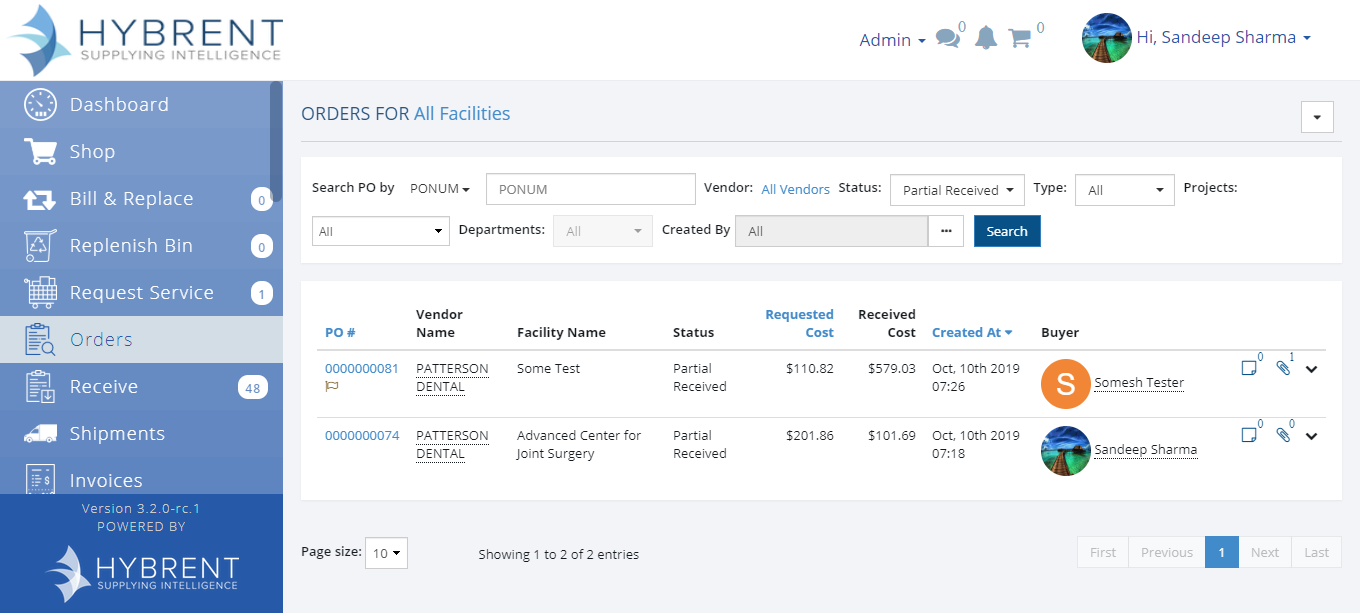 HYBRENT
SUPPLYING INTELLIGENCE
Admin 0 0 Hi, Sandeep Sharma
Dashboard
Shop
Bill & Replace 0
Replenish Bin 0
Request Service 1
Orders
Receive 48
Shipments
Invoices
Version 3.2.0-rc.1
POWERED BY
HYBRENT
SUPPLYING INTELLIGENCE
ORDERS FOR All Facilities
Search PO by PONUM PONUM Vendor: All Vendors Status: Partial Received Type: All Projects:
All Departments: All Created By All ... Search
PO # Vendor Name Facility Name Status Requested Cost Received Cost Created At Buyer
0000000081 PATTERSON DENTAL Some Test Partial Received $110.82 $579.03 Oct, 10th 2019 07:26 S Somesh Tester 0 1
0000000074 PATTERSON DENTAL Advanced Center for Joint Surgery Partial Received $201.86 $101.69 Oct, 10th 2019 07:18 Sandeep Sharma 0 0
Page size: 10 Showing 1 to 2 of 2 entries First Previous 1 Next Last